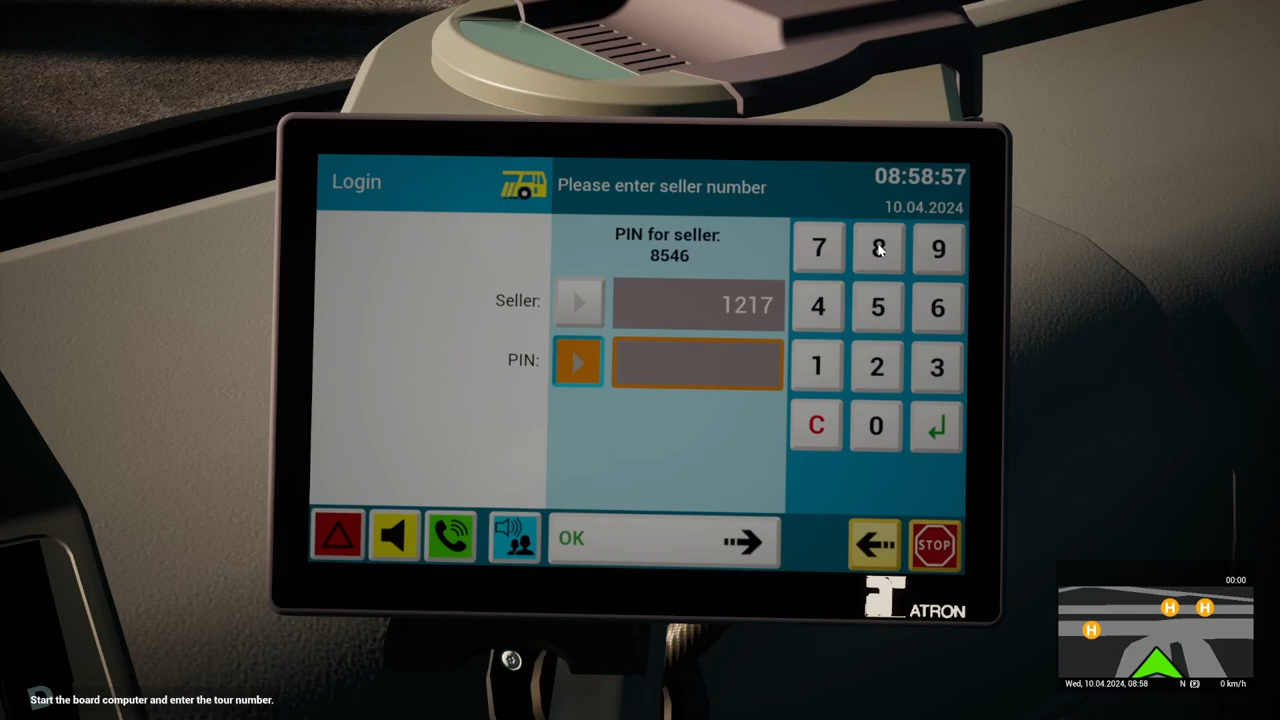 Login
Please enter seller number
08:58:57
10.04.2024
PIN for seller:
8546
Seller:
1217
PIN:
7 8 9
4 5 6
1 2 3
C 0
OK
STOP
ATRON
00:00
H H
H
Wed, 10.04.2024, 08:58 N P 0 km/h
D
Start the board computer and enter the tour number.